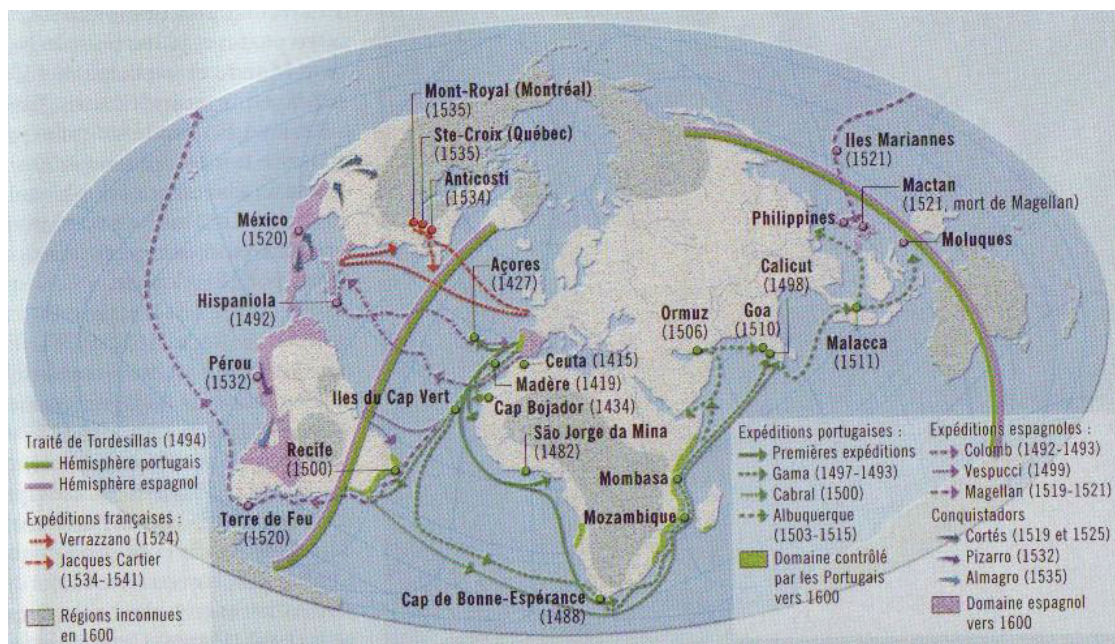 Mont-Royal (Montréal)
(1535)
Ste-Croix (Québec)
(1535)
Anticosti
(1534)
México
(1520)
Hispaniola
(1492)
Açores
(1427)
Pérou
(1532)
Iles du Cap Vert
Recife
(1500)
Terre de Feu
(1520)
Ceuta (1415)
Madère (1419)
Cap Bojador
(1434)
São Jorge da Mina
(1482)
Cap de Bonne-Espérance
(1488)
Mombasa
Mozambique
Ormuz
(1506)
Goa
(1510)
Calicut
(1498)
Malacca
(1511)
Philippines
Iles Mariannes
(1521)
Mactan
(1521, mort de Magellan)
Moluques
Traité de Tordesillas (1494)
Hémisphère portugais
Hémisphère espagnol
Expéditions françaises :
Verrazzano (1524)
Jacques Cartier
(1534-1541)
Régions inconnues
en 1600
Expéditions portugaises :
Premières expéditions
Gama (1497-1493)
Cabral (1500)
Albuquerque
(1503-1515)
Domaine contrôlé
par les Portugais
vers 1600
Expéditions espagnoles :
Colomb (1492-1493)
Vespucci (1499)
Magellan (1519-1521)
Conquistadors
Cortés (1519 et 1525)
Pizarro (1532)
Almagro (1535)
Domaine espagnol
vers 1600